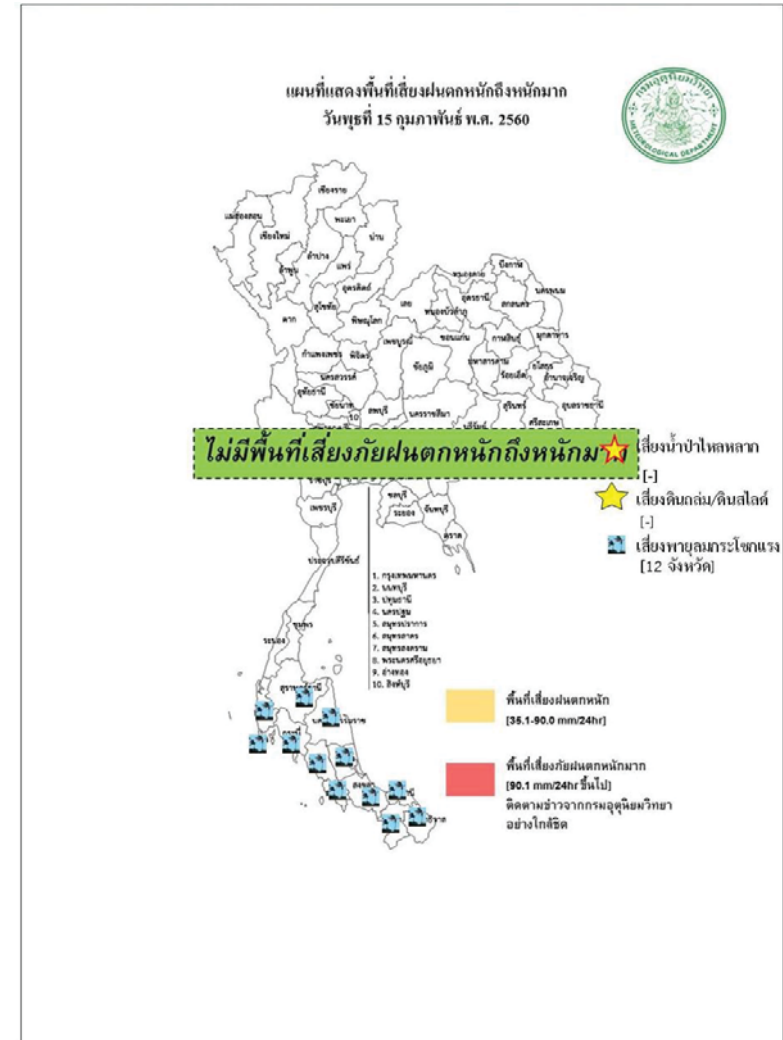 แผนที่แสดงพื้นที่เสี่ยงฝนตกหนักถึงหนักมาก
วันพุธที่ 15 กุมภาพันธ์ พ.ศ. 2560
กรมอุตุนิยมวิทยา
METEOROLOGICAL DEPARTMENT
เชียงราย
แม่ฮ่องสอน
พะเยา
เชียงใหม่
น่าน
ลำปาง
แพร่
ลำพูน
อุตรดิตถ์
สุโขทัย
ตาก
พิษณุโลก
เลย
หนองคาย
บึงกาฬ
อุดรธานี
นครพนม
สกลนคร
หนองบัวลำภู
กำแพงเพชร
พิจิตร
เพชรบูรณ์
ขอนแก่น
กาฬสินธุ์
มุกดาหาร
มหาสารคาม
ชัยภูมิ
ร้อยเอ็ด
ยโสธร
อำนาจเจริญ
นครสวรรค์
อุทัยธานี
ชัยนาท
10
ลพบุรี
นครราชสีมา
สุรินทร์
ศรีสะเกษ
อุบลราชธานี
ไม่มีพื้นที่เสี่ยงภัยฝนตกหนักถึงหนักมาก
เสี่ยงน้ำป่าไหลหลาก
[-]
เสี่ยงดินถล่ม/ดินสไลด์
[-]
เสี่ยงพายุลมกระโชกแรง
[12 จังหวัด]
ชลบุรี
ระยอง
จันทบุรี
ตราด
เพชรบุรี
ประจวบคีรีขันธ์
ชุมพร
ระนอง
1. กรุงเทพมหานคร
2. นนทบุรี
3. ปทุมธานี
4. นครปฐม
5. สมุทรปราการ
6. สมุทรสาคร
7. สมุทรสงคราม
8. พระนครศรีอยุธยา
9. อ่างทอง
10. สิงห์บุรี
พื้นที่เสี่ยงฝนตกหนัก
[35.1-90.0 mm/24hr]
พื้นที่เสี่ยงภัยฝนตกหนักมาก
[90.1 mm/24hr ขึ้นไป]
ติดตามข่าวจากกรมอุตุนิยมวิทยา
อย่างใกล้ชิด